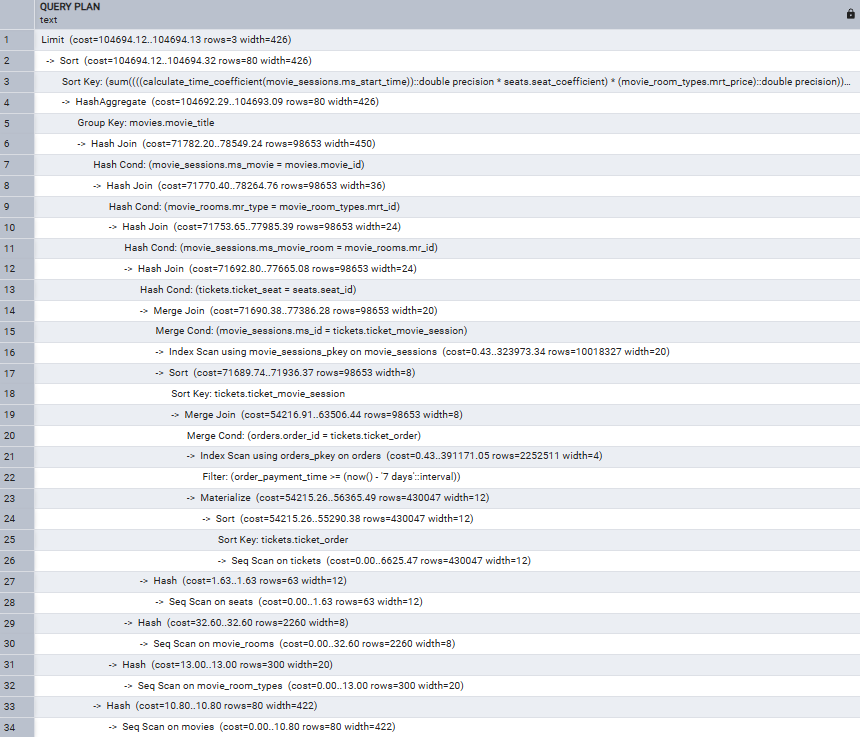 QUERY PLAN
text
1 Limit (cost=104694.12..104694.13 rows=3 width=426)
2 -> Sort (cost=104694.12..104694.32 rows=80 width=426)
3 Sort Key: (sum((((calculate_time_coefficient(movie_sessions.ms_start_time))::double precision * seats.seat_coefficient) * (movie_room_types.mrt_price)::double precision))...
4 -> HashAggregate (cost=104692.29..104693.09 rows=80 width=426)
5 Group Key: movies.movie_title
6 -> Hash Join (cost=71782.20..78549.24 rows=98653 width=450)
7 Hash Cond: (movie_sessions.ms_movie = movies.movie_id)
8 -> Hash Join (cost=71770.40..78264.76 rows=98653 width=36)
9 Hash Cond: (movie_rooms.mr_type = movie_room_types.mrt_id)
10 -> Hash Join (cost=71753.65..77985.39 rows=98653 width=24)
11 Hash Cond: (movie_sessions.ms_movie_room = movie_rooms.mr_id)
12 -> Hash Join (cost=71692.80..77665.08 rows=98653 width=24)
13 Hash Cond: (tickets.ticket_seat = seats.seat_id)
14 -> Merge Join (cost=71690.38..77386.28 rows=98653 width=20)
15 Merge Cond: (movie_sessions.ms_id = tickets.ticket_movie_session)
16 -> Index Scan using movie_sessions_pkey on movie_sessions (cost=0.43..323973.34 rows=10018327 width=20)
17 -> Sort (cost=71689.74..71936.37 rows=98653 width=8)
18 Sort Key: tickets.ticket_movie_session
19 -> Merge Join (cost=54216.91..63506.44 rows=98653 width=8)
20 Merge Cond: (orders.order_id = tickets.ticket_order)
21 -> Index Scan using orders_pkey on orders (cost=0.43..391171.05 rows=2252511 width=4)
22 Filter: (order_payment_time >= (now() - '7 days'::interval))
23 -> Materialize (cost=54215.26..56365.49 rows=430047 width=12)
24 -> Sort (cost=54215.26..55290.38 rows=430047 width=12)
25 Sort Key: tickets.ticket_order
26 -> Seq Scan on tickets (cost=0.00..6625.47 rows=430047 width=12)
27 -> Hash (cost=1.63..1.63 rows=63 width=12)
28 -> Seq Scan on seats (cost=0.00..1.63 rows=63 width=12)
29 -> Hash (cost=32.60..32.60 rows=2260 width=8)
30 -> Seq Scan on movie_rooms (cost=0.00..32.60 rows=2260 width=8)
31 -> Hash (cost=13.00..13.00 rows=300 width=20)
32 -> Seq Scan on movie_room_types (cost=0.00..13.00 rows=300 width=20)
33 -> Hash (cost=10.80..10.80 rows=80 width=422)
34 -> Seq Scan on movies (cost=0.00..10.80 rows=80 width=422)